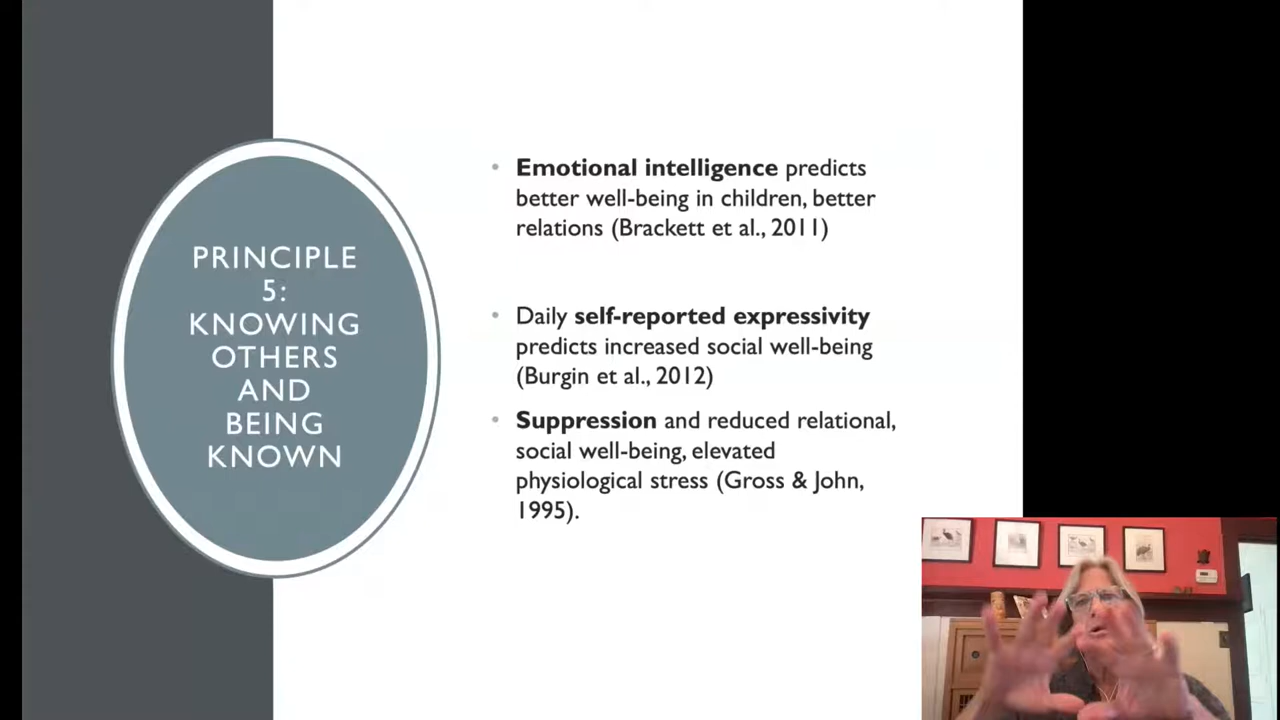 PRINCIPLE
5:
KNOWING
OTHERS
AND
BEING
KNOWN
• Emotional intelligence predicts
better well-being in children, better
relations (Brackett et al., 2011)
• Daily self-reported expressivity
predicts increased social well-being
(Burgin et al., 2012)
• Suppression and reduced relational,
social well-being, elevated
physiological stress (Gross & John,
1995).